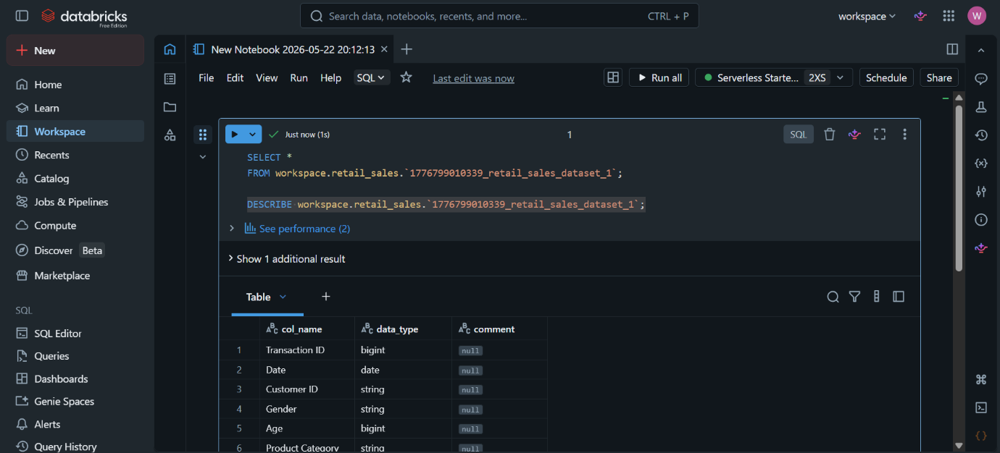 databricks
Free Edition
Search data, notebooks, recents, and more...
CTRL + P
workspace
W
New
Home
Learn
Workspace
Recents
Catalog
Jobs & Pipelines
Compute
Discover Beta
Marketplace
SQL
SQL Editor
Queries
Dashboards
Genie Spaces
Alerts
Query History
New Notebook 2026-05-22 20:12:13
File Edit View Run Help SQL Last edit was now
Run all Serverless Starte... 2XS Schedule Share
Just now (1s) 1 SQL
SELECT *
FROM workspace.retail_sales.`1776799010339_retail_sales_dataset_1`;
DESCRIBE workspace.retail_sales.`1776799010339_retail_sales_dataset_1`;
See performance (2)
Show 1 additional result
Table
col_name data_type comment
1 Transaction ID bigint null
2 Date date null
3 Customer ID string null
4 Gender string null
5 Age bigint null
6 Product Category string null